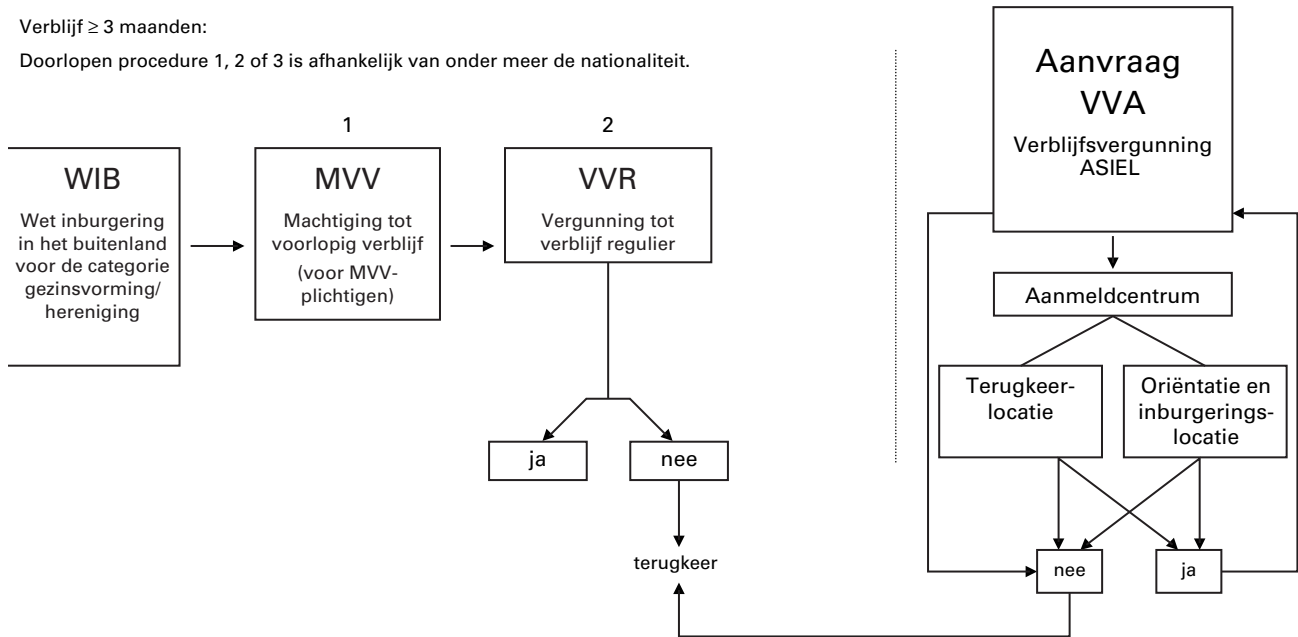 Verblijf ≥ 3 maanden:
Doorlopen procedure 1, 2 of 3 is afhankelijk van onder meer de nationaliteit.
WIB
Wet inburgering
in het buitenland
voor de categorie
gezinsvorming/
hereniging
1
MVV
Machtiging tot
voorlopig verblijf
(voor MVV-
plichtigen)
2
VVR
Vergunning tot
verblijf regulier
ja
nee
terugkeer
Aanvraag
VVA
Verblijfsvergunning
ASIEL
Aanmeldcentrum
Terugkeer-
locatie
Oriëntatie en
inburgerings-
locatie
nee
ja